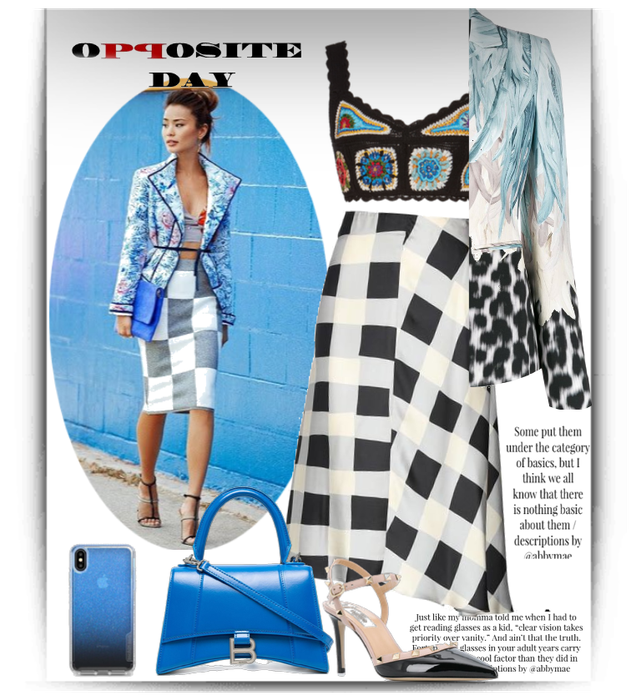 OPPOSITE
DAY
Some put them
under the category
of basics, but I
think we all
know that there
is nothing basic
about them /
descriptions by
@abbymae
Just like my momma told me when I had to
get reading glasses as a kid, “clear vision takes
priority over vanity.” And ain't that the truth.
glasses in your adult years carry
cool factor than they did in
by @abbymae
B